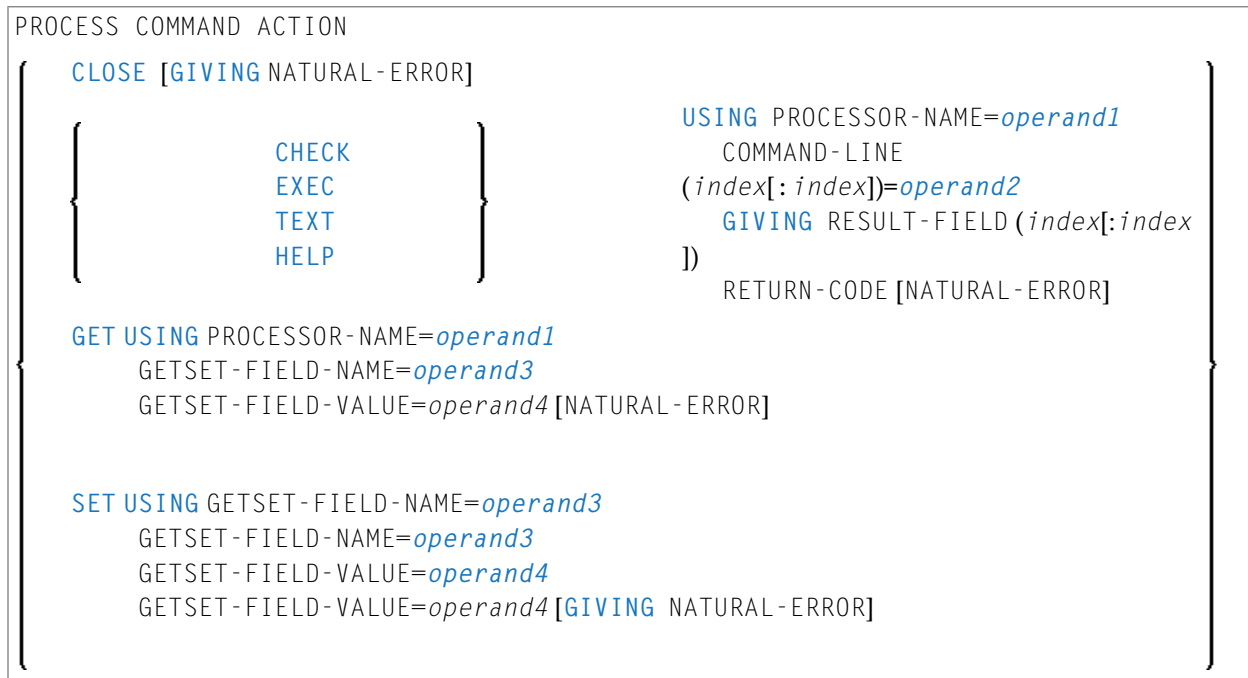 PROCESS COMMAND ACTION
CLOSE [GIVING NATURAL-ERROR]
CHECK
EXEC
TEXT
HELP
USING PROCESSOR-NAME=operand1
COMMAND-LINE
(index[:index])=operand2
GIVING RESULT-FIELD (index[:index
])
RETURN-CODE [NATURAL-ERROR]
GET USING PROCESSOR-NAME=operand1
GETSET-FIELD-NAME=operand3
GETSET-FIELD-VALUE=operand4 [NATURAL-ERROR]
SET USING GETSET-FIELD-NAME=operand3
GETSET-FIELD-NAME=operand3
GETSET-FIELD-VALUE=operand4
GETSET-FIELD-VALUE=operand4 [GIVING NATURAL-ERROR]